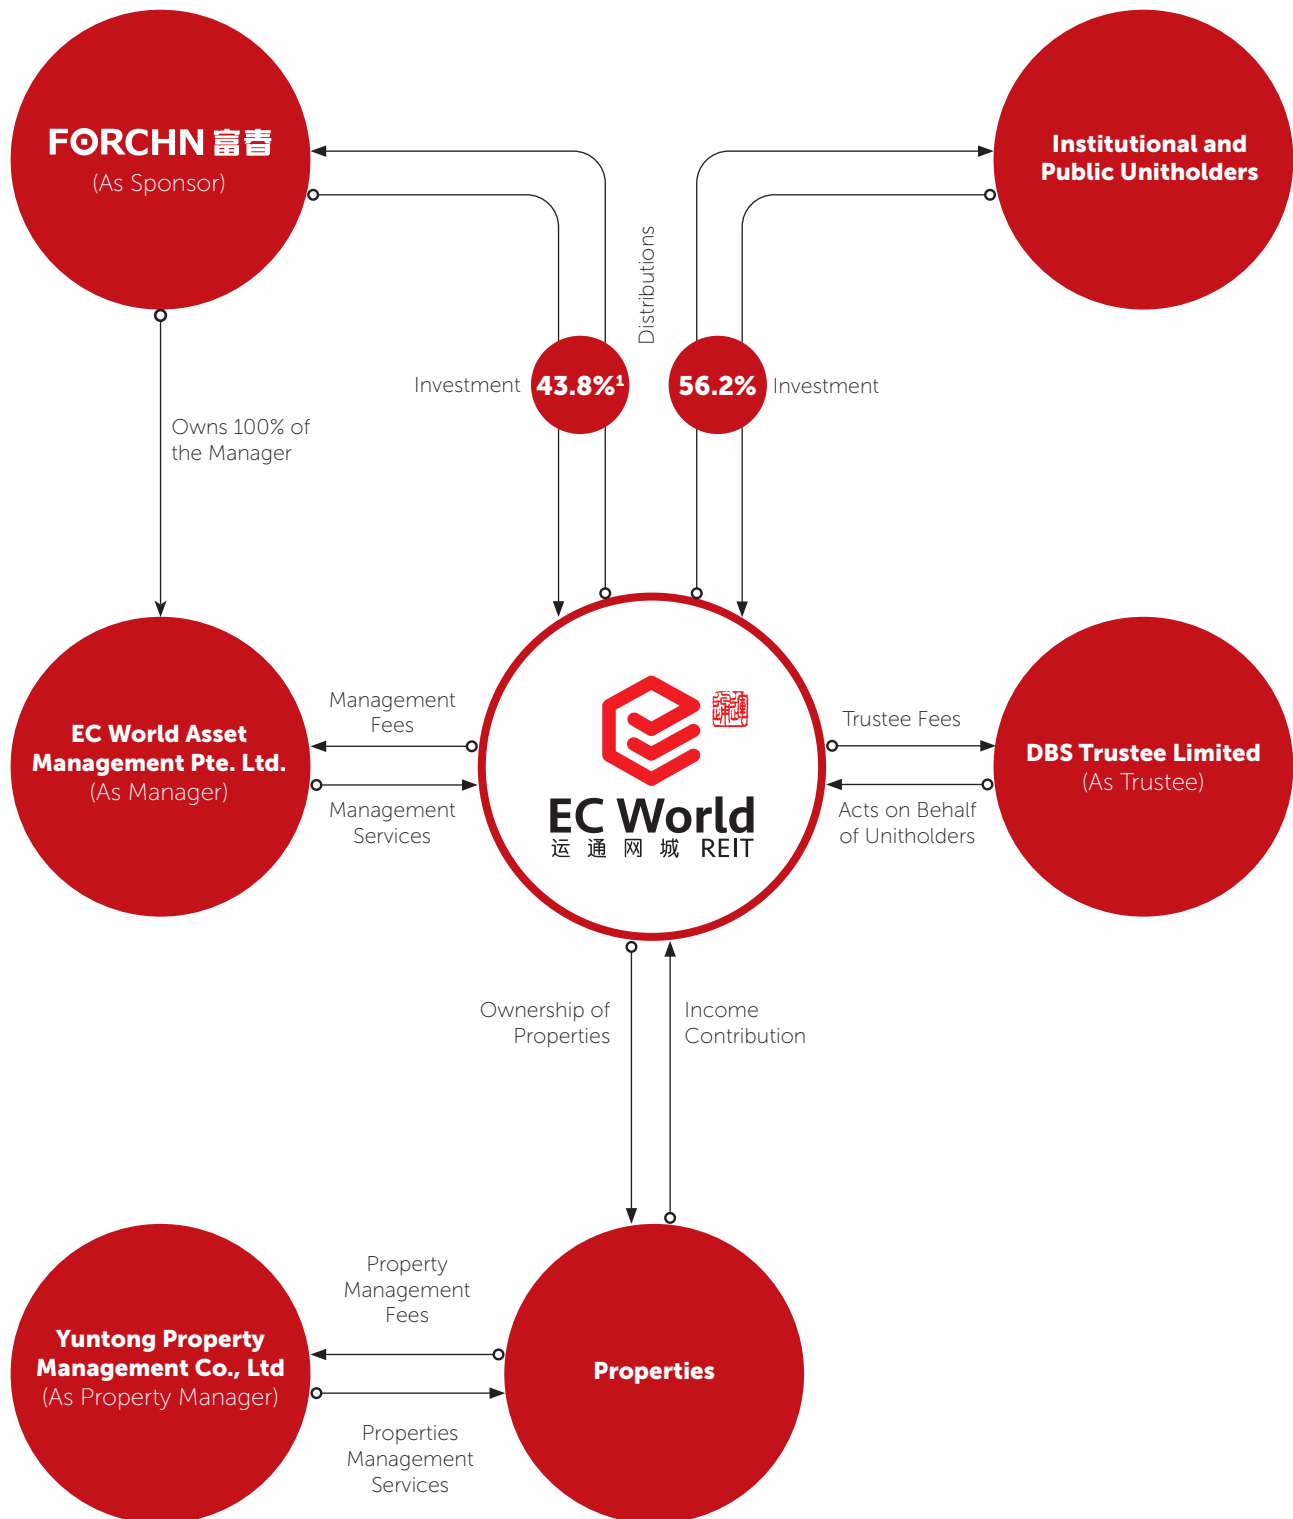 FORCHN 富春
(As Sponsor)
Institutional and
Public Unitholders
Distributions
Investment
43.8%¹
56.2%
Investment
Owns 100% of
the Manager
EC World Asset
Management Pte. Ltd.
(As Manager)
Management
Fees
Management
Services
EC World
运通网城 REIT
Trustee Fees
Acts on Behalf
of Unitholders
DBS Trustee Limited
(As Trustee)
Ownership of
Properties
Income
Contribution
Yuntong Property
Management Co., Ltd
(As Property Manager)
Property
Management
Fees
Properties
Management
Services
Properties